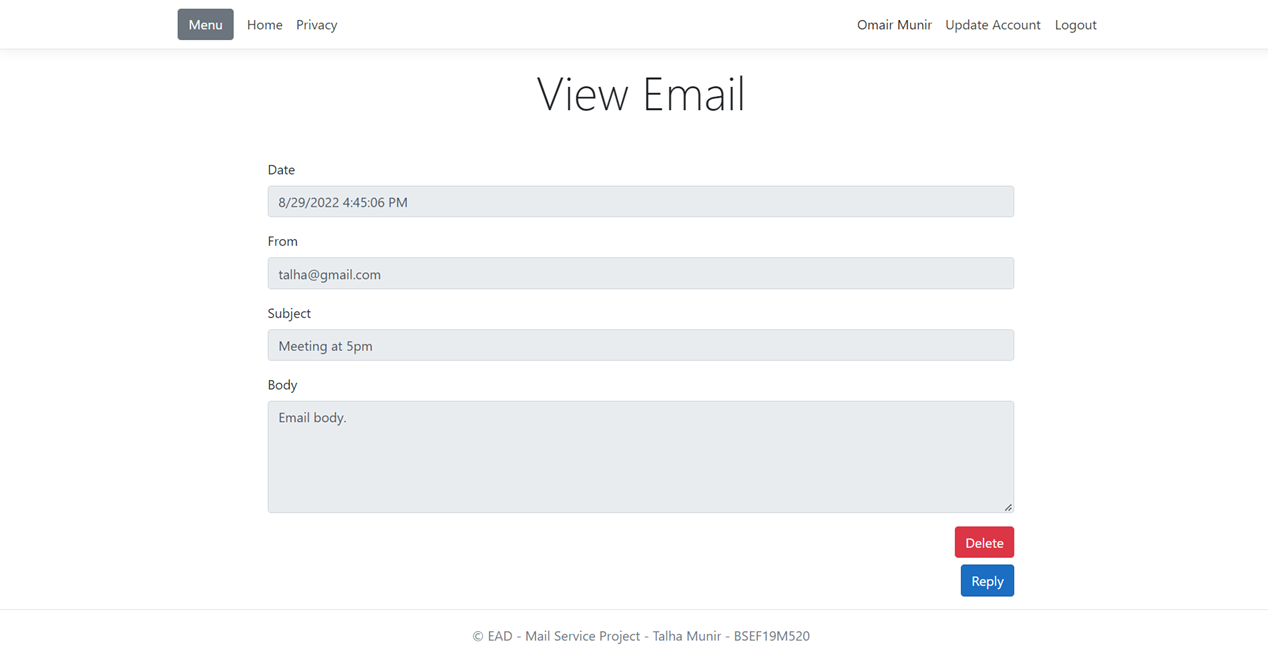 Menu Home Privacy Omair Munir Update Account Logout
View Email
Date
8/29/2022 4:45:06 PM
From
talha@gmail.com
Subject
Meeting at 5pm
Body
Email body.
Delete
Reply
© EAD - Mail Service Project - Talha Munir - BSEF19M520